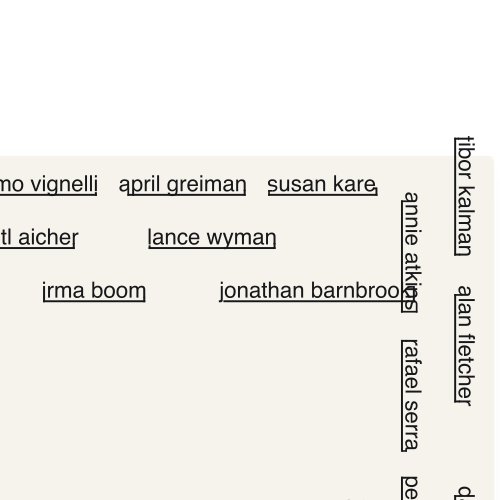 mo vignelli april greiman susan kare
tl aicher lance wyman
irma boom jonathan barnbrook
annie atkins
rafael serra
pe
tibor kalman
alan fletcher
d